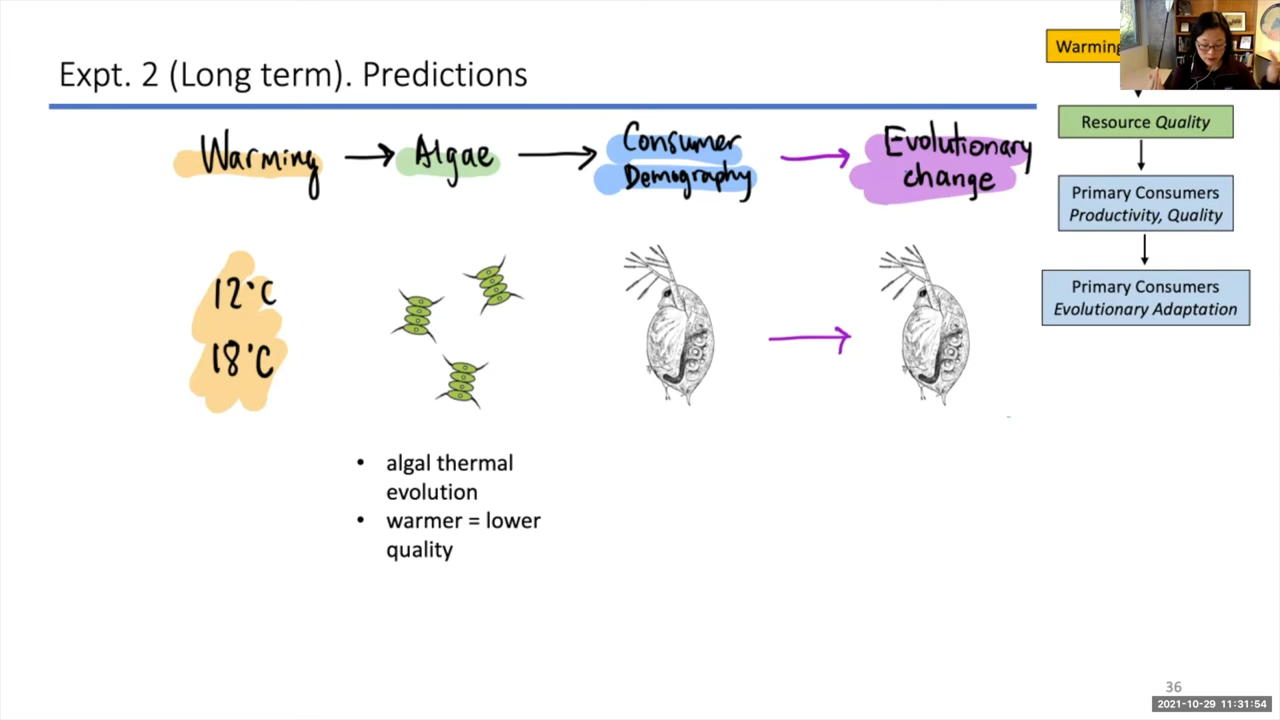 Expt. 2 (Long term). Predictions
Warming
Algae
Consumer
Demography
Evolutionary
change
12°C
18°C
• algal thermal
evolution
• warmer = lower
quality
Warming
Resource Quality
Primary Consumers
Productivity, Quality
Primary Consumers
Evolutionary Adaptation
36
2021-10-29 11:31:54